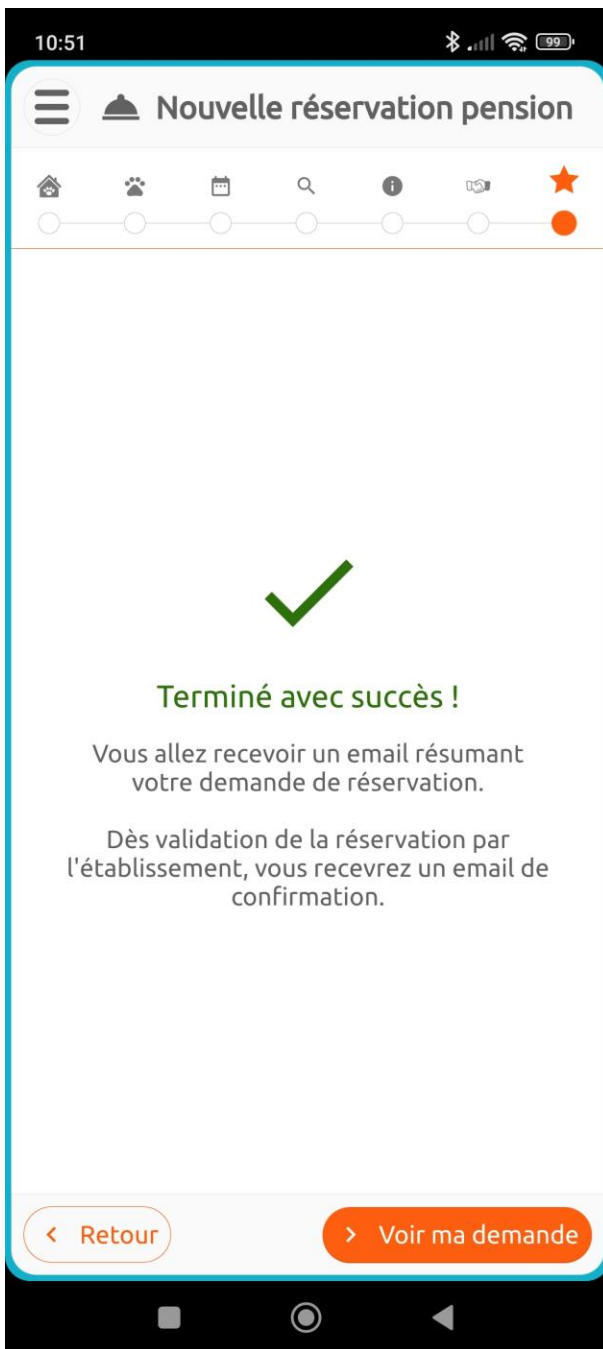 10:51
99
Nouvelle réservation pension
Terminé avec succès !
Vous allez recevoir un email résumant
votre demande de réservation.
Dès validation de la réservation par
l'établissement, vous recevrez un email de
confirmation.
Retour
Voir ma demande